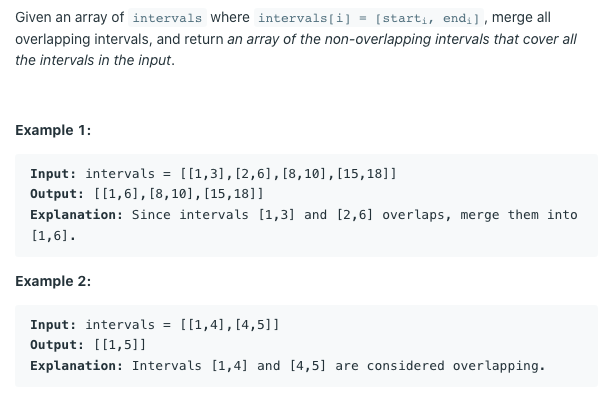 Given an array of intervals where intervals[i] = [startᵢ, endᵢ], merge all
overlapping intervals, and return an array of the non-overlapping intervals that cover all
the intervals in the input.
Example 1:
Input: intervals = [[1,3],[2,6],[8,10],[15,18]]
Output: [[1,6],[8,10],[15,18]]
Explanation: Since intervals [1,3] and [2,6] overlaps, merge them into
[1,6].
Example 2:
Input: intervals = [[1,4],[4,5]]
Output: [[1,5]]
Explanation: Intervals [1,4] and [4,5] are considered overlapping.